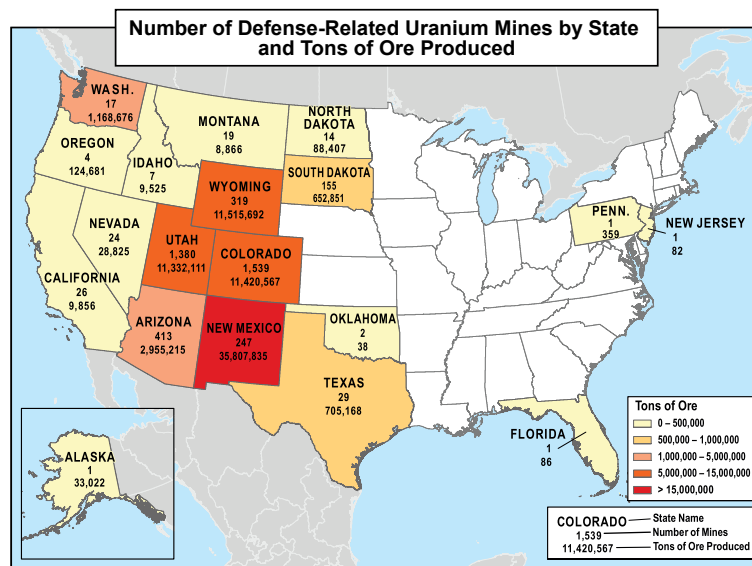 Number of Defense-Related Uranium Mines by State
and Tons of Ore Produced
WASH.
17
1,168,676
MONTANA
19
8,866
NORTH
DAKOTA
14
88,407
OREGON
4
124,681
IDAHO
7
9,525
WYOMING
319
11,515,692
SOUTH DAKOTA
155
652,851
PENN.
1
359
NEW JERSEY
1
82
NEVADA
24
28,825
UTAH
1,380
11,332,111
COLORADO
1,539
11,420,567
CALIFORNIA
26
9,856
ARIZONA
413
2,955,215
NEW MEXICO
247
35,807,835
OKLAHOMA
2
38
TEXAS
29
705,168
FLORIDA
1
86
ALASKA
1
33,022
Tons of Ore
0 – 500,000
500,000 – 1,000,000
1,000,000 – 5,000,000
5,000,000 – 15,000,000
> 15,000,000
COLORADO State Name
1,539 Number of Mines
11,420,567 Tons of Ore Produced